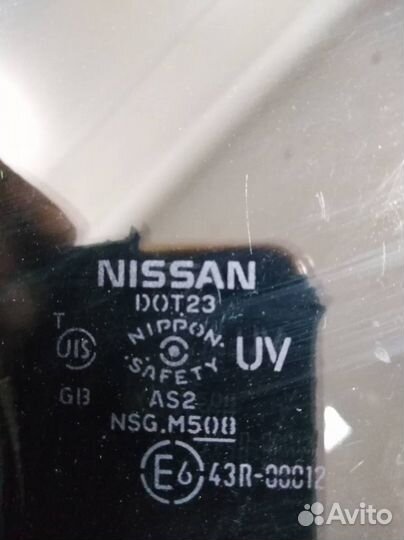 NISSAN
DOT23
T
JIS
NIPPON
SAFETY
UV
GB
AS2
NSG.M508
E6 43R-00012
Avito